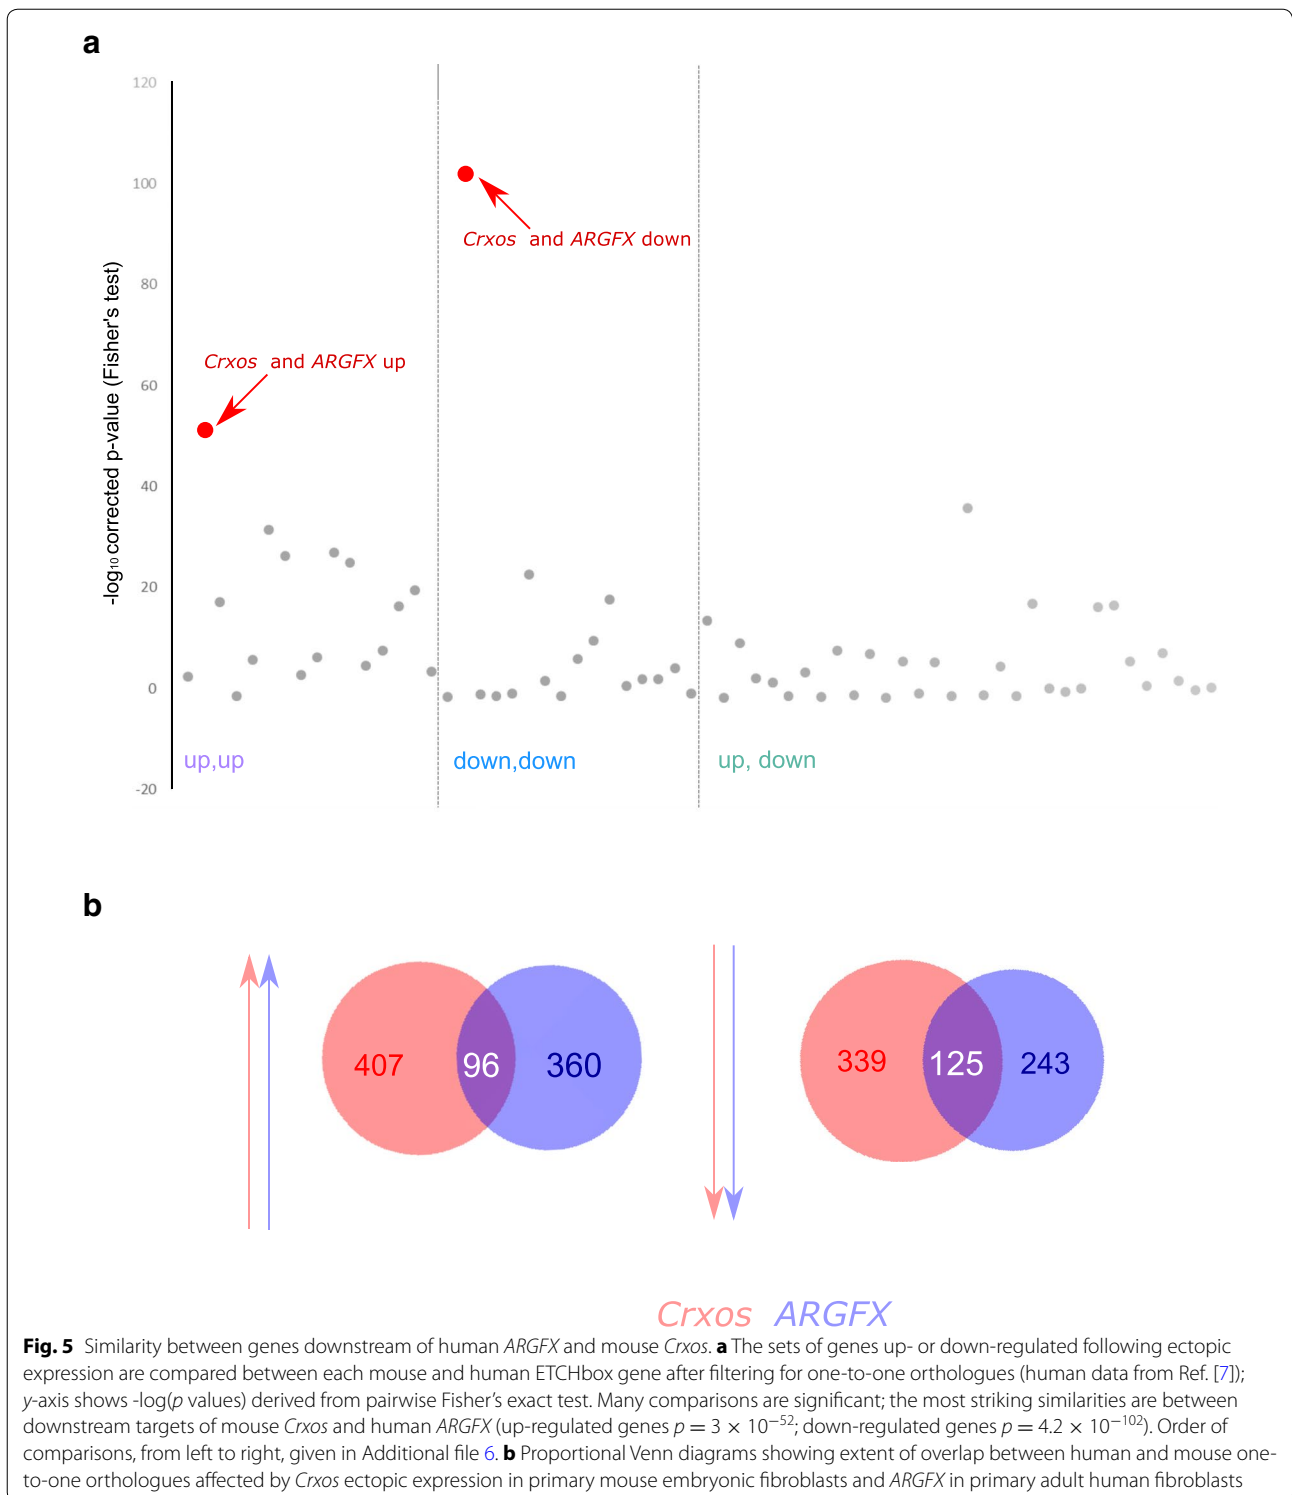 a
120
100
80
60
40
20
0
-20
-log10 corrected p-value (Fisher's test)
Crxos and ARGFX down
Crxos and ARGFX up
up,up
down,down
up, down
b
407
96
360
339
125
243
Crxos ARGFX
Fig. 5 Similarity between genes downstream of human ARGFX and mouse Crxos. a The sets of genes up- or down-regulated following ectopic
expression are compared between each mouse and human ETCHbox gene after filtering for one-to-one orthologues (human data from Ref. [7]);
y-axis shows -log(p values) derived from pairwise Fisher’s exact test. Many comparisons are significant; the most striking similarities are between
downstream targets of mouse Crxos and human ARGFX (up-regulated genes p = 3 × 10⁻⁵²; down-regulated genes p = 4.2 × 10⁻¹⁰²). Order of
comparisons, from left to right, given in Additional file 6. b Proportional Venn diagrams showing extent of overlap between human and mouse one-
to-one orthologues affected by Crxos ectopic expression in primary mouse embryonic fibroblasts and ARGFX in primary adult human fibroblasts